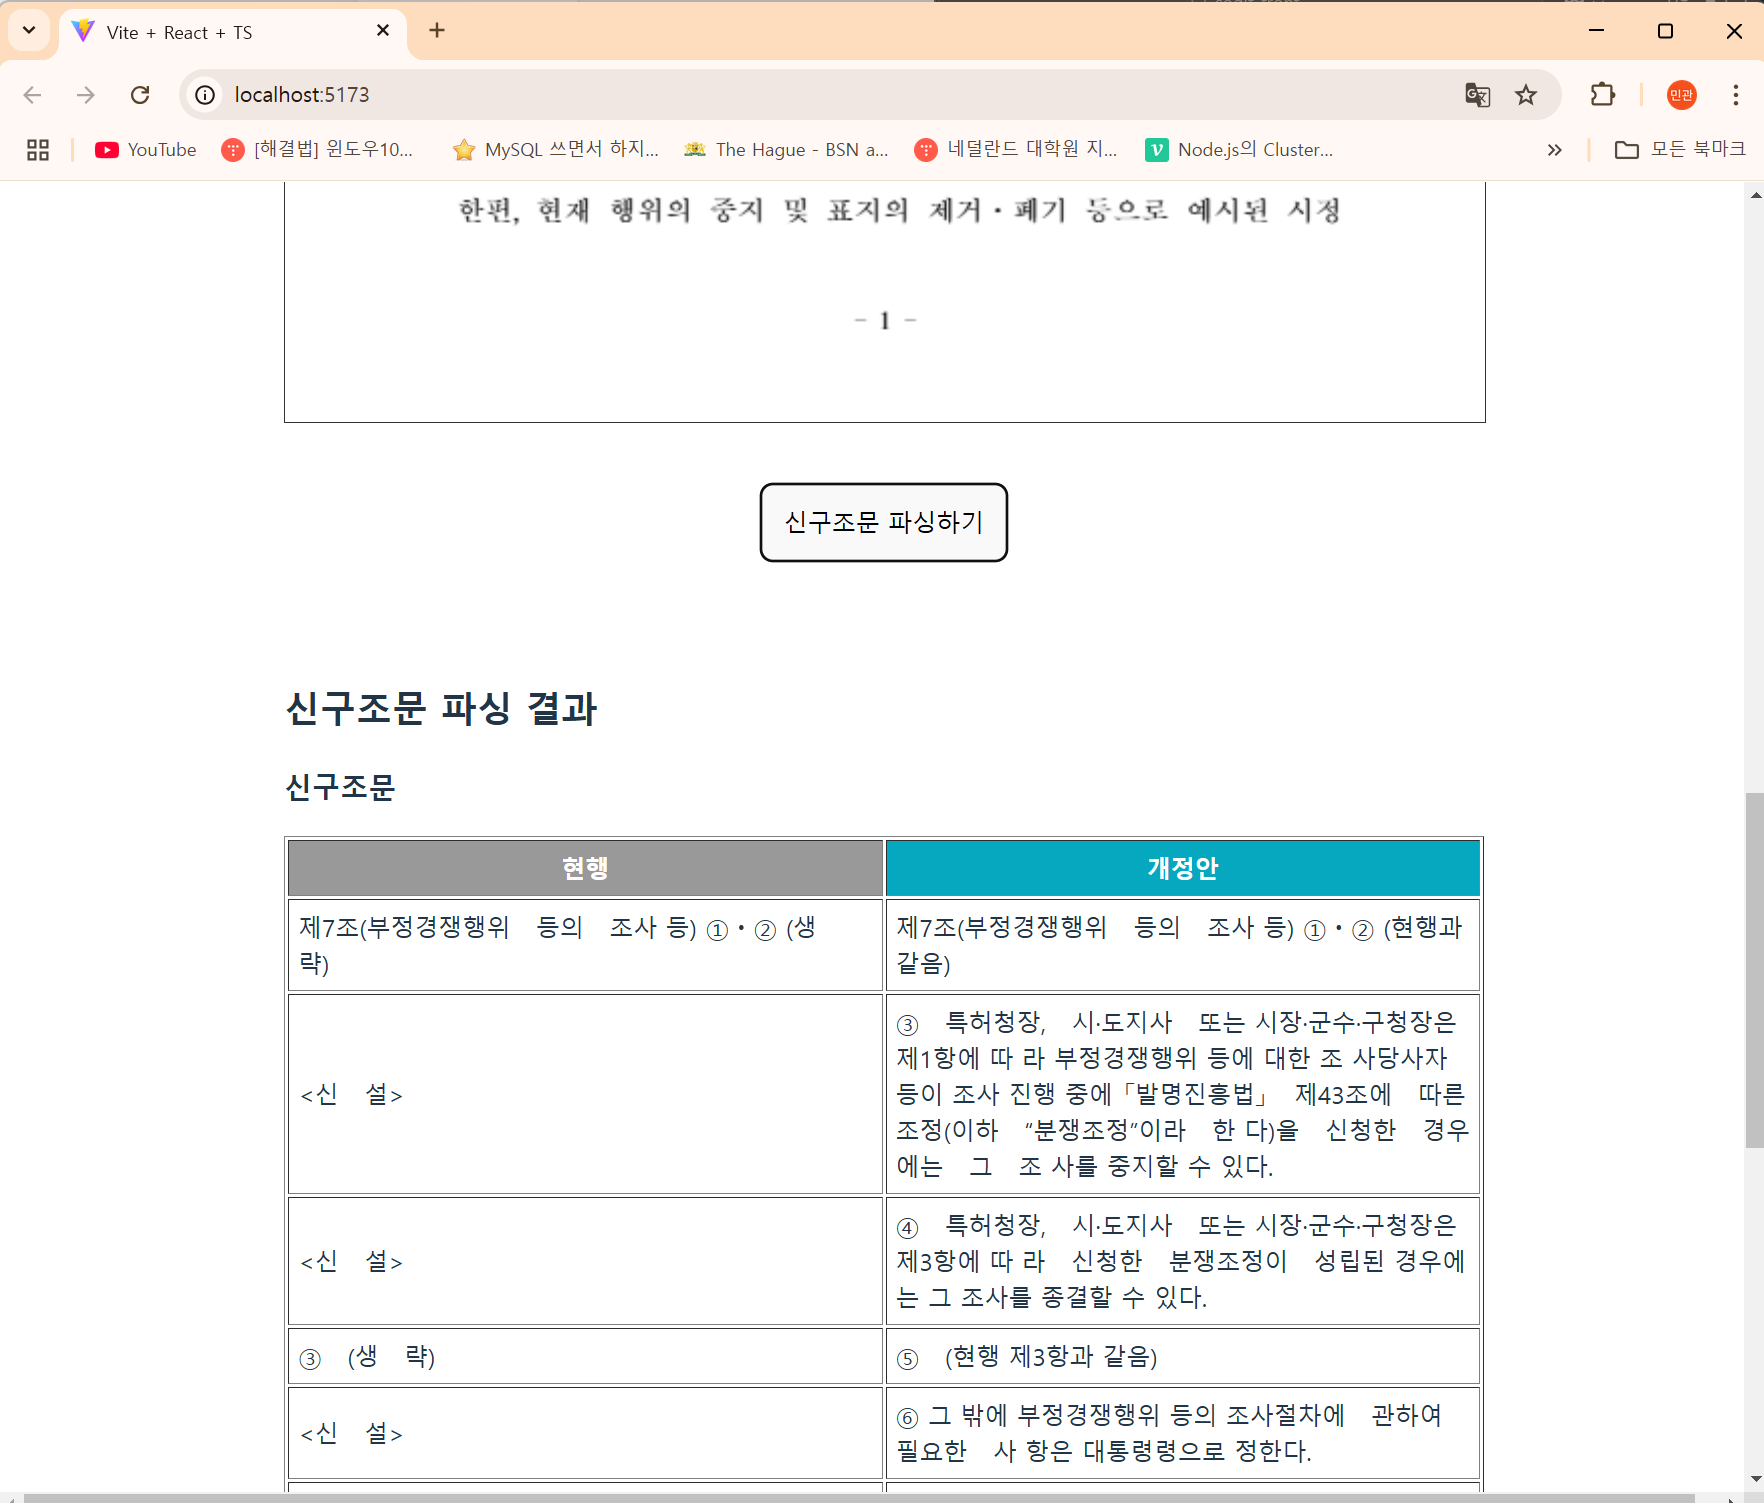 Vite + React + TS
localhost:5173
민관
YouTube
[해결법] 윈도우10...
MySQL 쓰면서 하지...
The Hague - BSN a...
네덜란드 대학원 지...
Node.js의 Cluster...
모든 북마크
한편, 현재 행위의 중지 및 표지의 제거·폐기 등으로 예시된 시정
- 1 -
신구조문 파싱하기
신구조문 파싱 결과
신구조문
현행
개정안
제7조(부정경쟁행위 등의 조사 등) ①·② (생
략)
제7조(부정경쟁행위 등의 조사 등) ①·② (현행과
같음)
<신 설>
③ 특허청장, 시·도지사 또는 시장·군수·구청장은
제1항에 따 라 부정경쟁행위 등에 대한 조 사당사자
등이 조사 진행 중에「발명진흥법」 제43조에 따른
조정(이하 “분쟁조정”이라 한 다)을 신청한 경우
에는 그 조 사를 중지할 수 있다.
<신 설>
④ 특허청장, 시·도지사 또는 시장·군수·구청장은
제3항에 따 라 신청한 분쟁조정이 성립된 경우에
는 그 조사를 종결할 수 있다.
③ (생 략)
⑤ (현행 제3항과 같음)
<신 설>
⑥ 그 밖에 부정경쟁행위 등의 조사절차에 관하여
필요한 사 항은 대통령령으로 정한다.